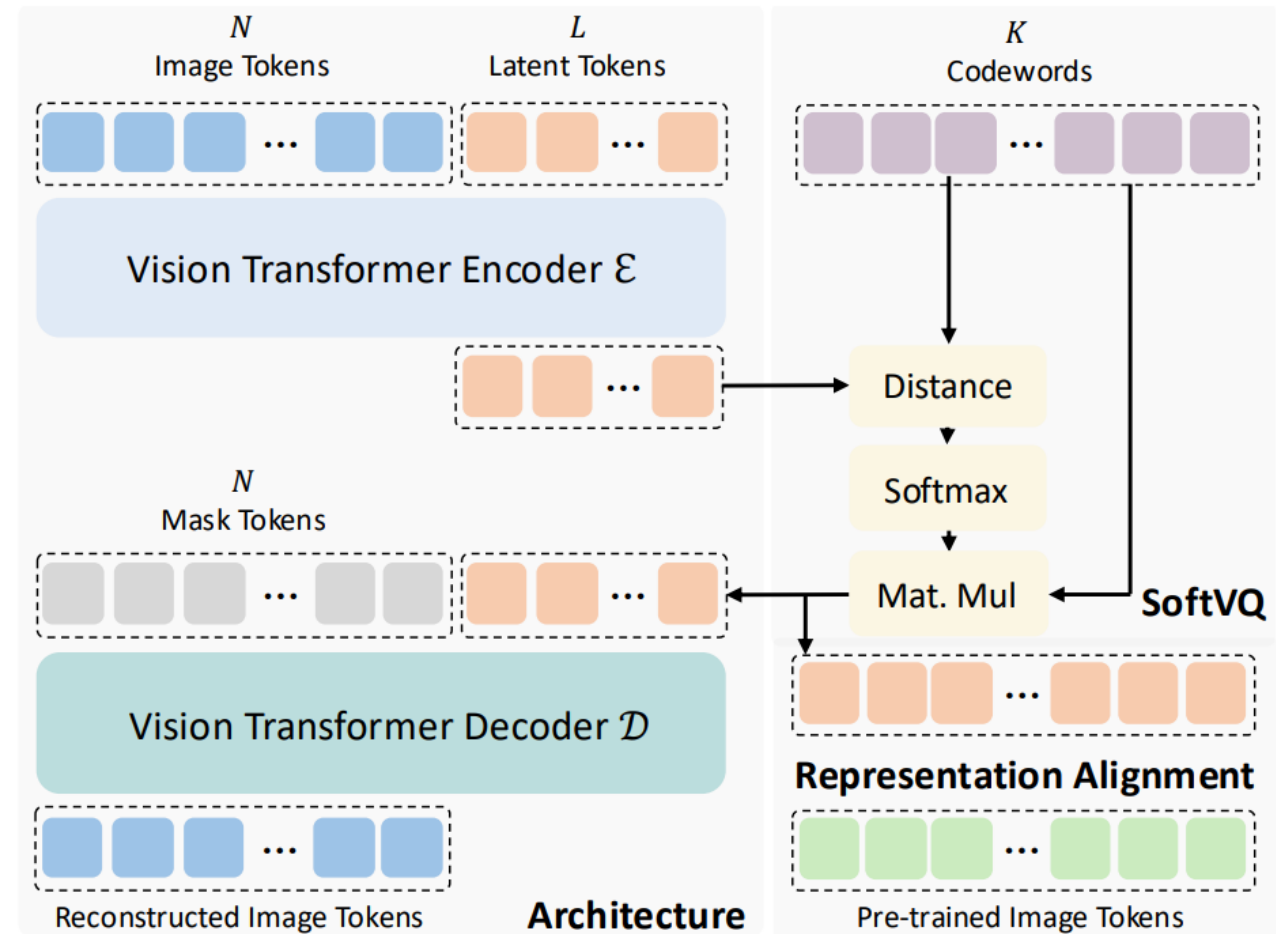 N
Image Tokens
L
Latent Tokens
...
...
Vision Transformer Encoder ℰ
...
N
Mask Tokens
...
...
Vision Transformer Decoder 𝒟
...
Reconstructed Image Tokens
Architecture
K
Codewords
...
Distance
Softmax
Mat. Mul
SoftVQ
...
Representation Alignment
...
Pre-trained Image Tokens